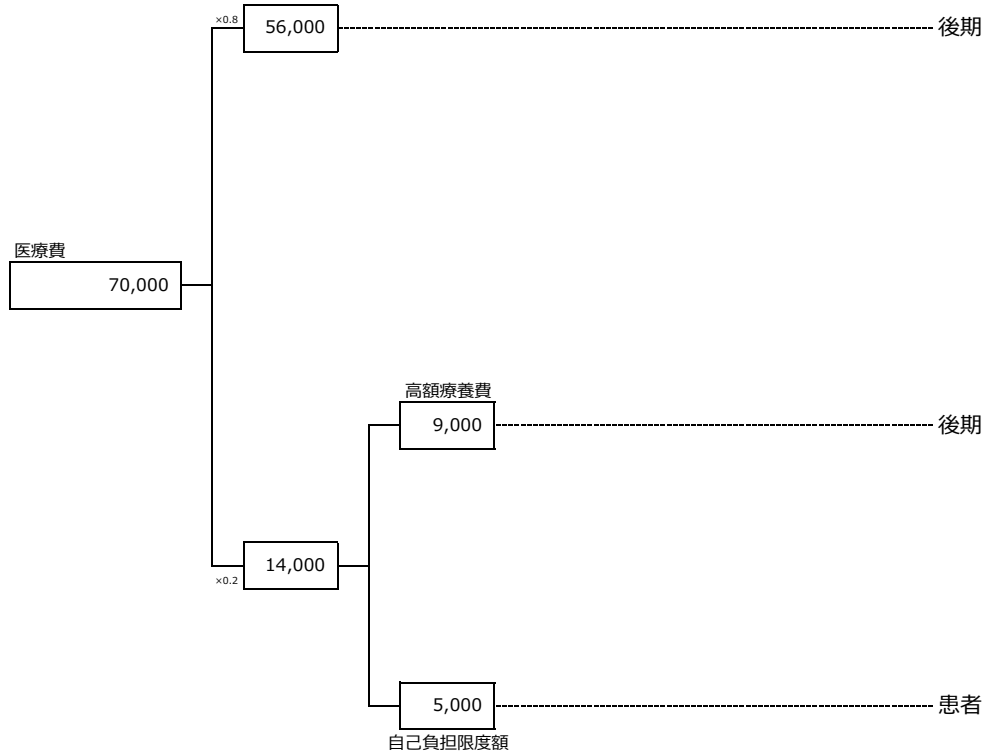 ×0.8
56,000
後期
医療費
70,000
高額療養費
9,000
後期
14,000
×0.2
5,000
患者
自己負担限度額